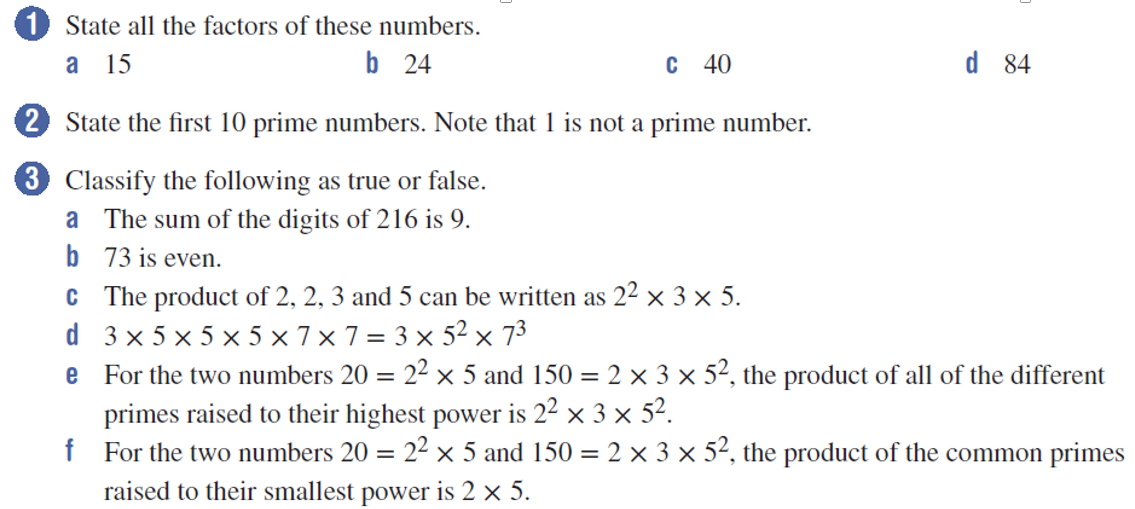 1 State all the factors of these numbers.
a 15 b 24 c 40 d 84
2 State the first 10 prime numbers. Note that 1 is not a prime number.
3 Classify the following as true or false.
a The sum of the digits of 216 is 9.
b 73 is even.
c The product of 2, 2, 3 and 5 can be written as 2² × 3 × 5.
d 3 × 5 × 5 × 5 × 7 × 7 = 3 × 5² × 7³
e For the two numbers 20 = 2² × 5 and 150 = 2 × 3 × 5², the product of all of the different
primes raised to their highest power is 2² × 3 × 5².
f For the two numbers 20 = 2² × 5 and 150 = 2 × 3 × 5², the product of the common primes
raised to their smallest power is 2 × 5.